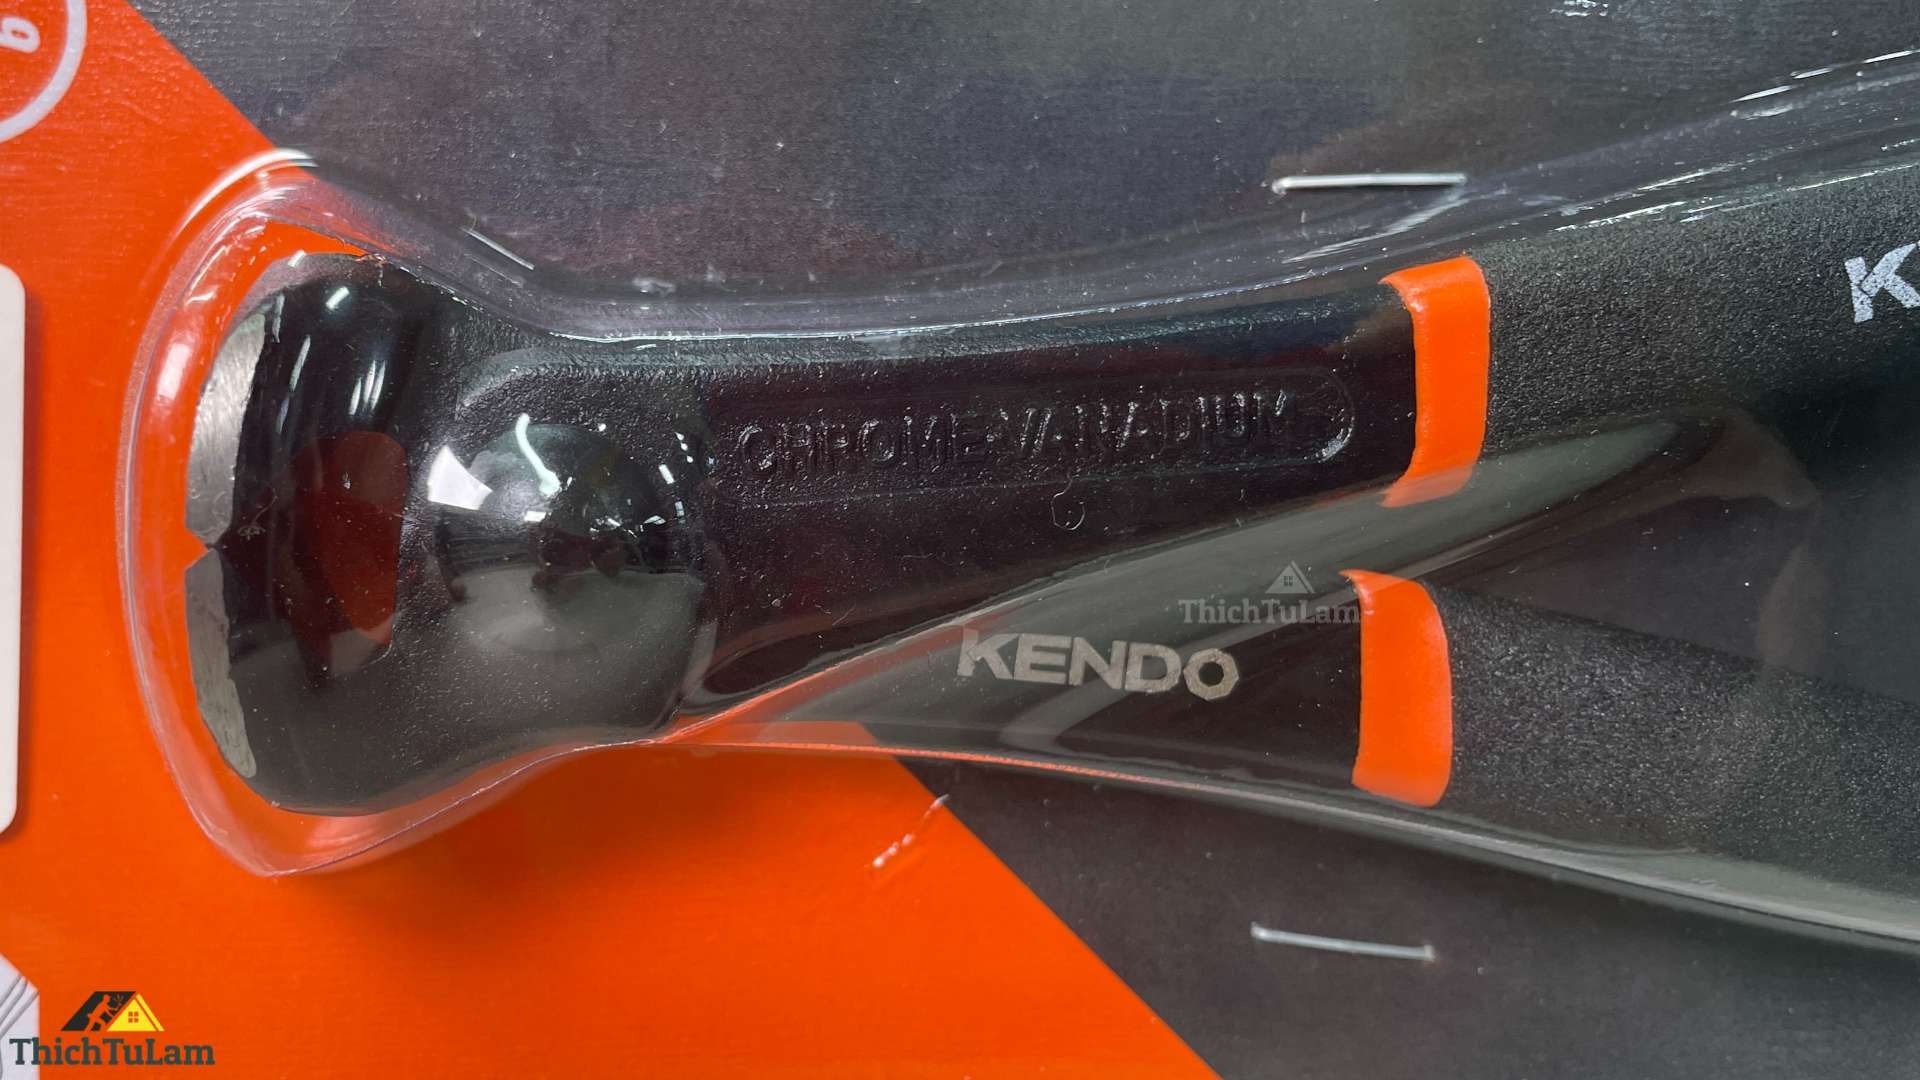 CHROME-VANADIUM
K
ThichTuLam
KENDO
ThichTuLam